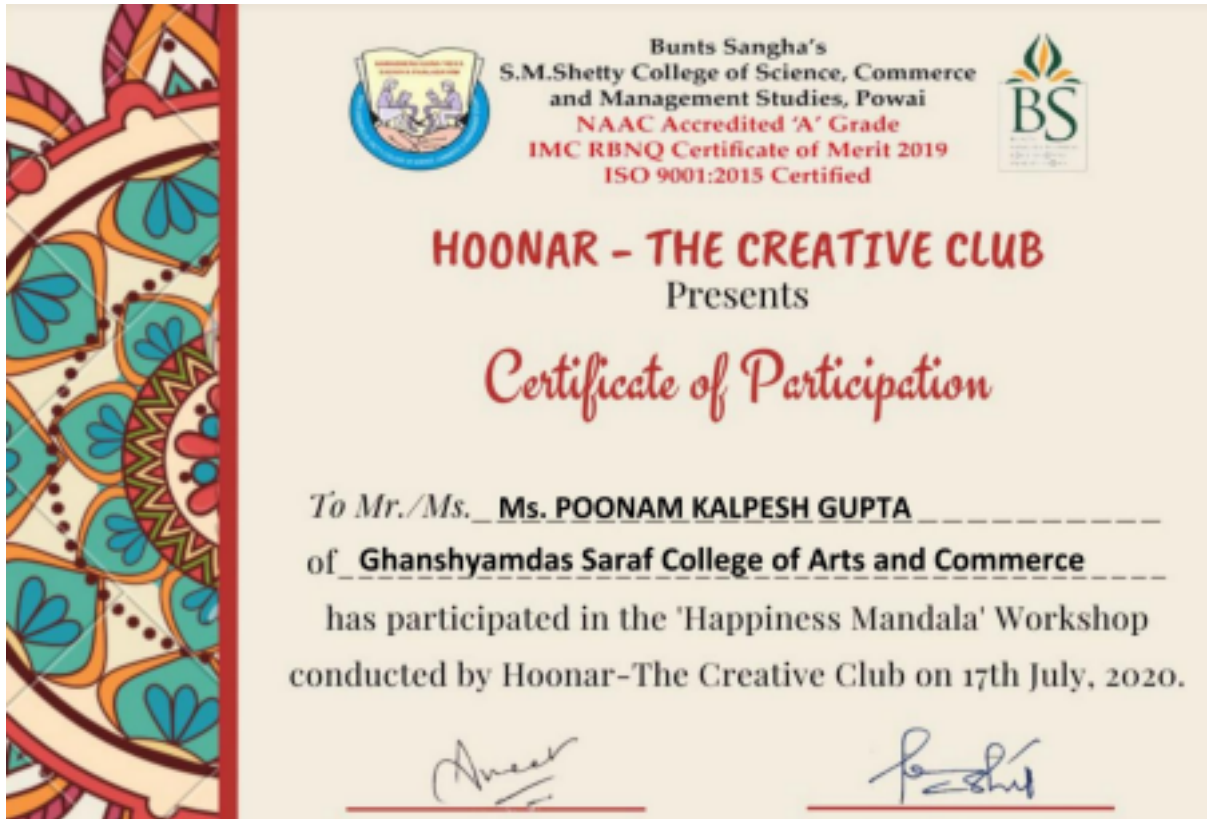 Bunts Sangha's
S.M.Shetty College of Science, Commerce
and Management Studies, Powai
NAAC Accredited 'A' Grade
IMC RBNQ Certificate of Merit 2019
ISO 9001:2015 Certified
BS
HOONAR - THE CREATIVE CLUB
Presents
Certificate of Participation
To Mr./Ms. Ms. POONAM KALPESH GUPTA
of Ghanshyamdas Saraf College of Arts and Commerce
has participated in the 'Happiness Mandala' Workshop
conducted by Hoonar-The Creative Club on 17th July, 2020.